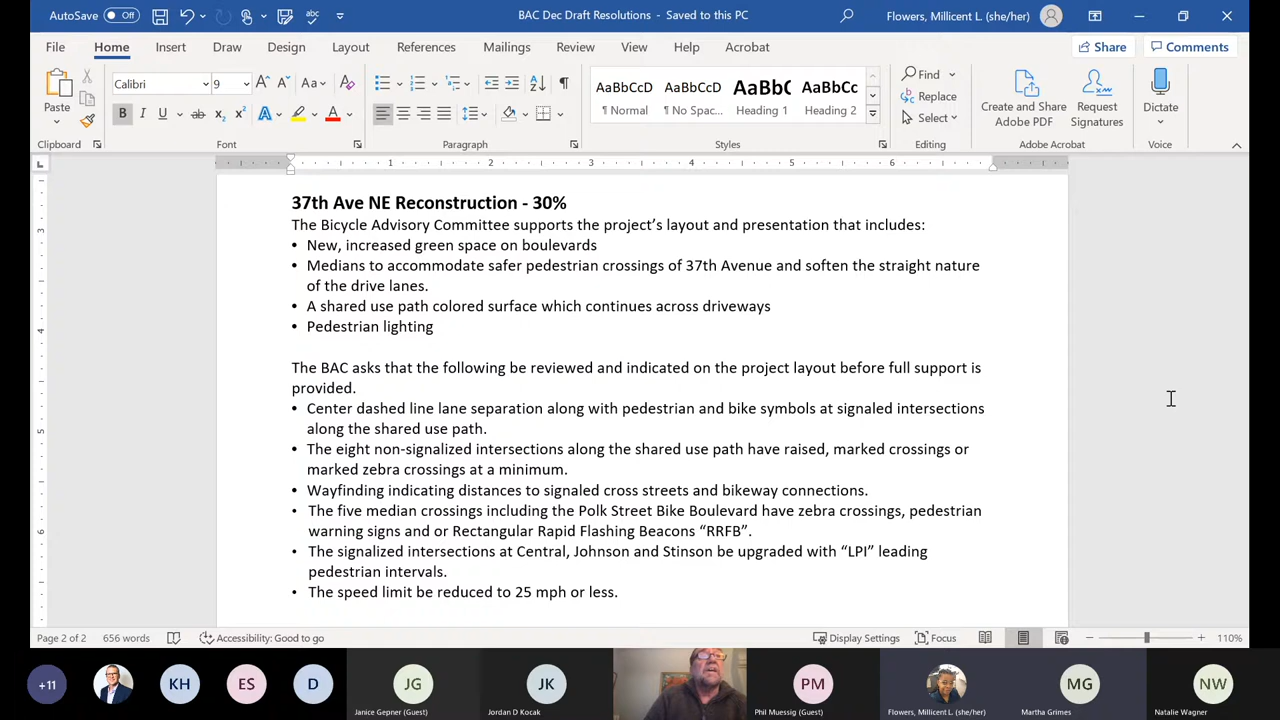 AutoSave Off BAC Dec Draft Resolutions - Saved to this PC Flowers, Millicent L. (she/her)
File Home Insert Draw Design Layout References Mailings Review View Help Acrobat Share Comments
Paste Calibri 9 Aa AaBbCcD AaBbCcD AaBbC AaBbCc Find Create and Share Request Dictate
B I U ab x2 x2 A A ¶ Normal ¶ No Spac... Heading 1 Heading 2 Replace Adobe PDF Signatures
Select
Clipboard Font Paragraph Styles Editing Adobe Acrobat Voice
1 2 3 4 5 6
37th Ave NE Reconstruction - 30%
The Bicycle Advisory Committee supports the project’s layout and presentation that includes:
• New, increased green space on boulevards
• Medians to accommodate safer pedestrian crossings of 37th Avenue and soften the straight nature
of the drive lanes.
• A shared use path colored surface which continues across driveways
• Pedestrian lighting
The BAC asks that the following be reviewed and indicated on the project layout before full support is
provided.
• Center dashed line lane separation along with pedestrian and bike symbols at signaled intersections
along the shared use path.
• The eight non-signalized intersections along the shared use path have raised, marked crossings or
marked zebra crossings at a minimum.
• Wayfinding indicating distances to signaled cross streets and bikeway connections.
• The five median crossings including the Polk Street Bike Boulevard have zebra crossings, pedestrian
warning signs and or Rectangular Rapid Flashing Beacons “RRFB”.
• The signalized intersections at Central, Johnson and Stinson be upgraded with “LPI” leading
pedestrian intervals.
• The speed limit be reduced to 25 mph or less.
3
4
5
6
Page 2 of 2 656 words Accessibility: Good to go Display Settings Focus 110%
+11 KH ES D JG JK PM MG NW
Janice Gepner (Guest) Jordan D Kocak Phil Muessig (Guest) Flowers, Millicent L. (she/her) Martha Grimes Natalie Wagner